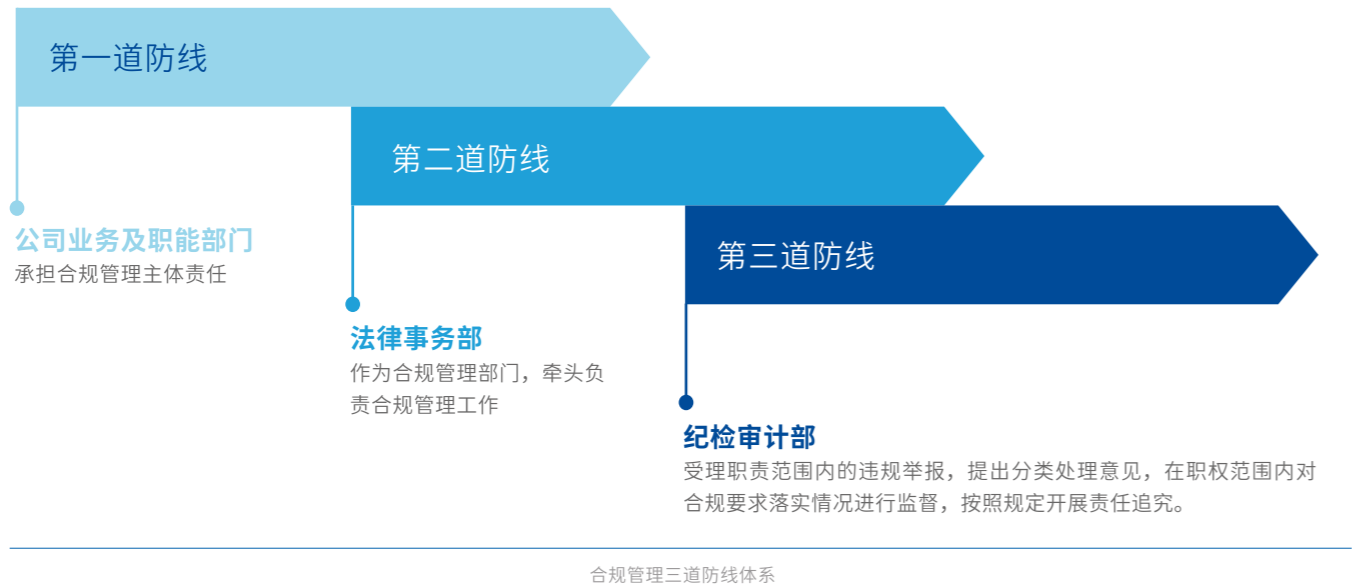 第一道防线
公司业务及职能部门
承担合规管理主体责任
第二道防线
法律事务部
作为合规管理部门，牵头负
责合规管理工作
第三道防线
纪检审计部
受理职责范围内的违规举报，提出分类处理意见，在职权范围内对
合规要求落实情况进行监督，按照规定开展责任追究。
合规管理三道防线体系